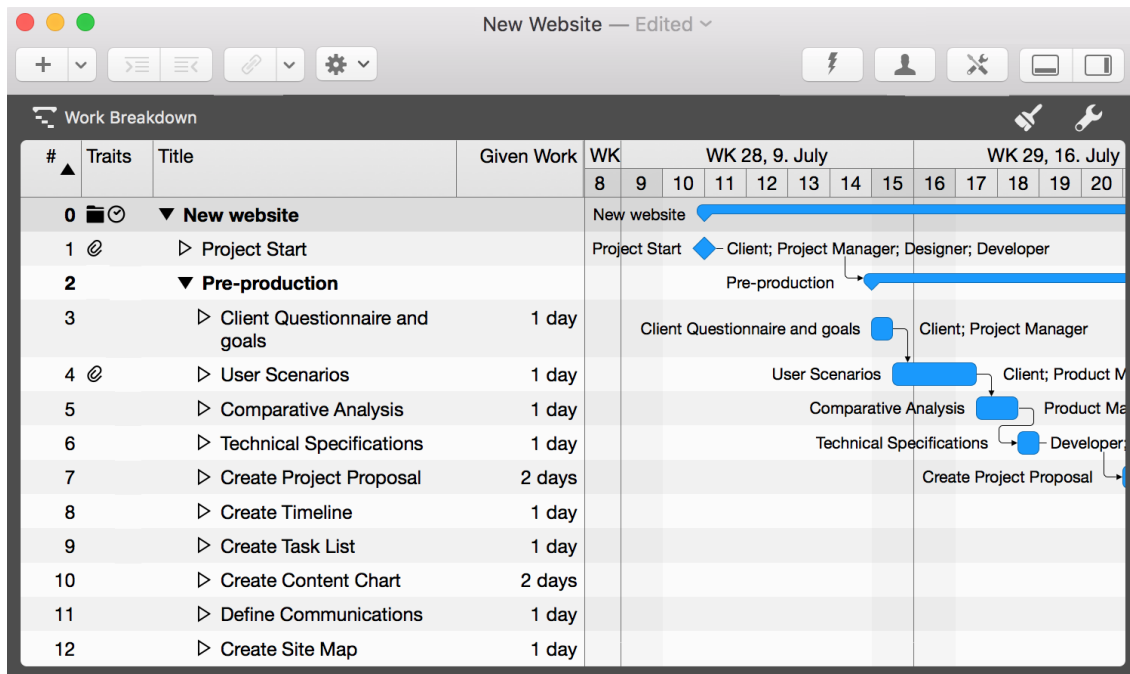 New Website — Edited
Work Breakdown
# Traits Title Given Work WK WK 28, 9. July WK 29, 16. July
8 9 10 11 12 13 14 15 16 17 18 19 20
0 New website New website
1 Project Start Project Start Client; Project Manager; Designer; Developer
2 Pre-production Pre-production
3 Client Questionnaire and 1 day Client Questionnaire and goals Client; Project Manager
goals
4 User Scenarios 1 day User Scenarios Client; Product M
5 Comparative Analysis 1 day Comparative Analysis Product Ma
6 Technical Specifications 1 day Technical Specifications Developer;
7 Create Project Proposal 2 days Create Project Proposal
8 Create Timeline 1 day
9 Create Task List 1 day
10 Create Content Chart 2 days
11 Define Communications 1 day
12 Create Site Map 1 day